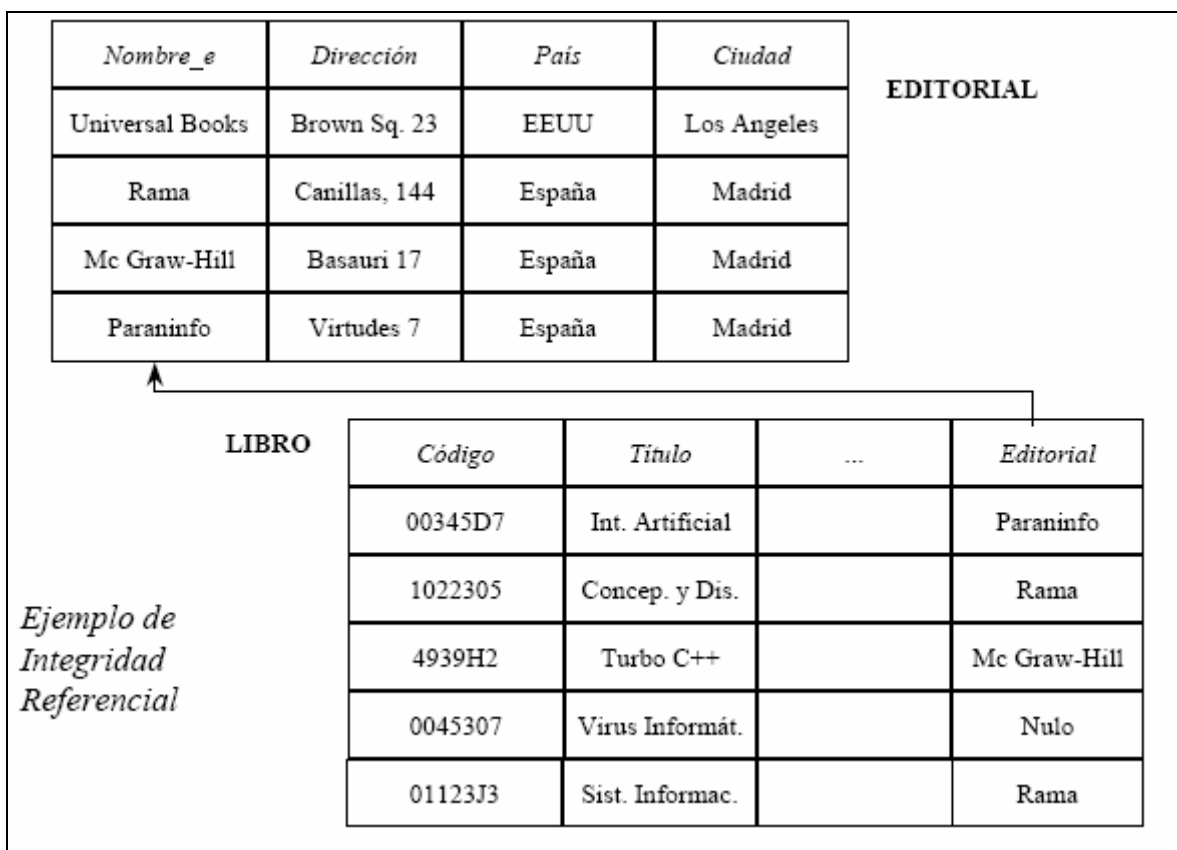 Nombre_e Dirección País Ciudad
EDITORIAL
Universal Books Brown Sq. 23 EEUU Los Angeles
Rama Canillas, 144 España Madrid
Mc Graw-Hill Basauri 17 España Madrid
Paraninfo Virtudes 7 España Madrid
LIBRO
Código Título ... Editorial
00345D7 Int. Artificial Paraninfo
1022305 Concep. y Dis. Rama
4939H2 Turbo C++ Mc Graw-Hill
0045307 Virus Informát. Nulo
01123J3 Sist. Informac. Rama
Ejemplo de
Integridad
Referencial